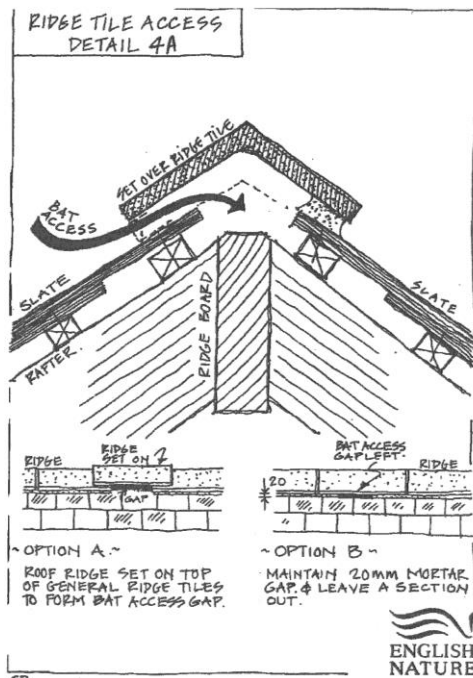 RIDGE TILE ACCESS
DETAIL 4A
SET OVER RIDGE TILE
BAT
ACCESS
SLATE
RAFTER.
RIDGE BOARD
SLATE
RIDGE
RIDGE
SET ON
GAP
BAT ACCESS
GAP LEFT
RIDGE
20
~ OPTION A. ~
ROOF RIDGE SET ON TOP
OF GENERAL RIDGE TILES
TO FORM BAT ACCESS GAP.
~ OPTION B ~
MAINTAIN 20mm MORTAR
GAP. & LEAVE A SECTION
OUT.
ENGLISH
NATURE